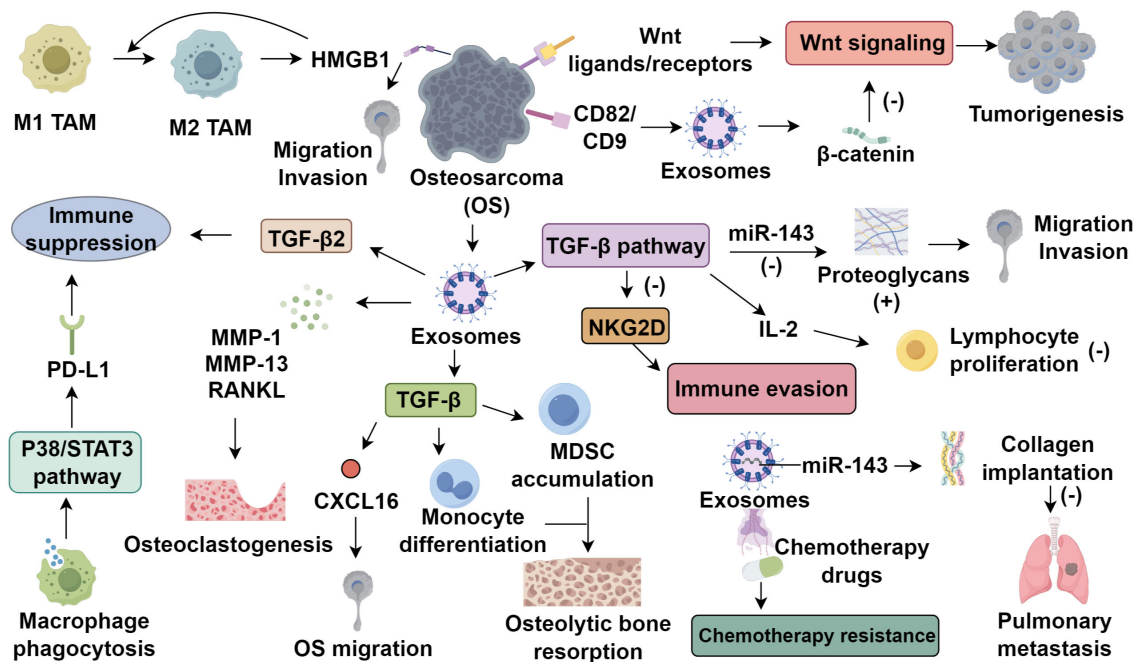 M1 TAM
M2 TAM
HMGB1
Migration
Invasion
Osteosarcoma
(OS)
Wnt
ligands/receptors
Wnt signaling
Tumorigenesis
CD82/
CD9
Exosomes
(-)
β-catenin
Immune
suppression
TGF-β2
TGF-β pathway
miR-143
(-)
Proteoglycans
(+)
Migration
Invasion
Exosomes
(-)
NKG2D
IL-2
Lymphocyte
proliferation (-)
Immune evasion
PD-L1
MMP-1
MMP-13
RANKL
TGF-β
P38/STAT3
pathway
CXCL16
Monocyte
differentiation
MDSC
accumulation
Osteoclastogenesis
Exosomes
miR-143
Collagen
implantation
(-)
Chemotherapy
drugs
Macrophage
phagocytosis
OS migration
Osteolytic bone
resorption
Chemotherapy resistance
Pulmonary
metastasis